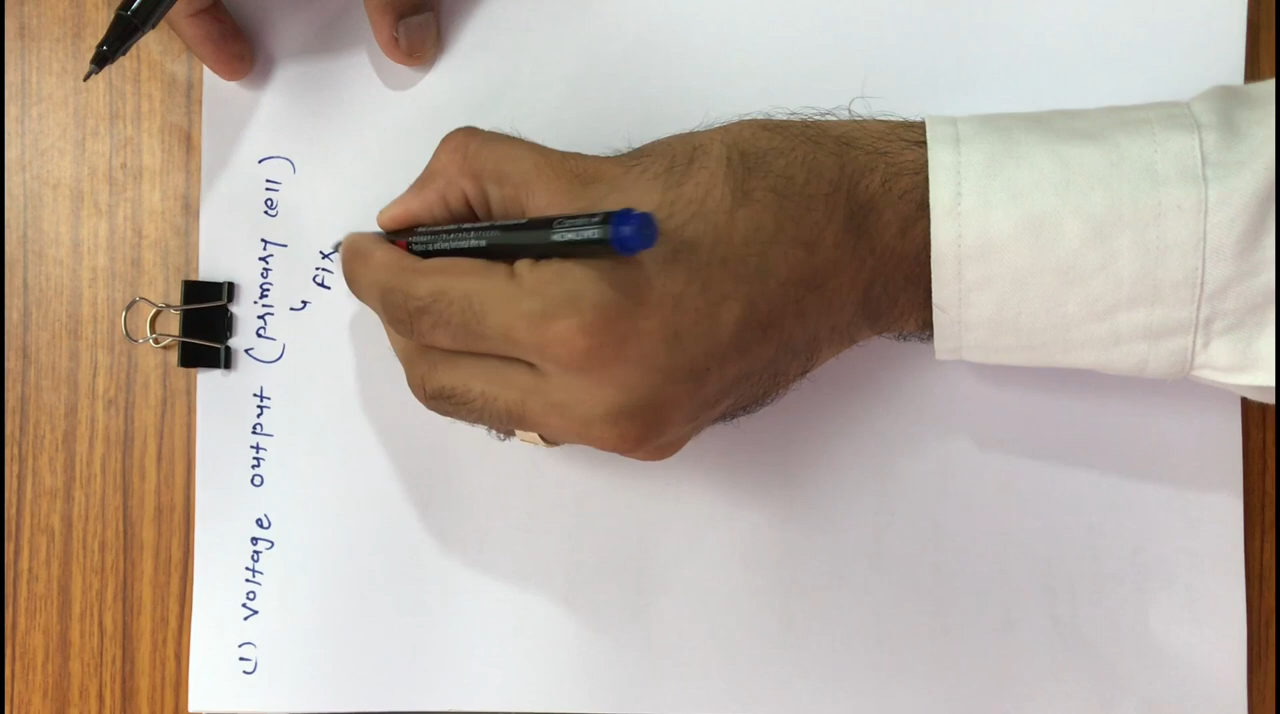 (1) Voltage output (primary cell)
↳ Fix